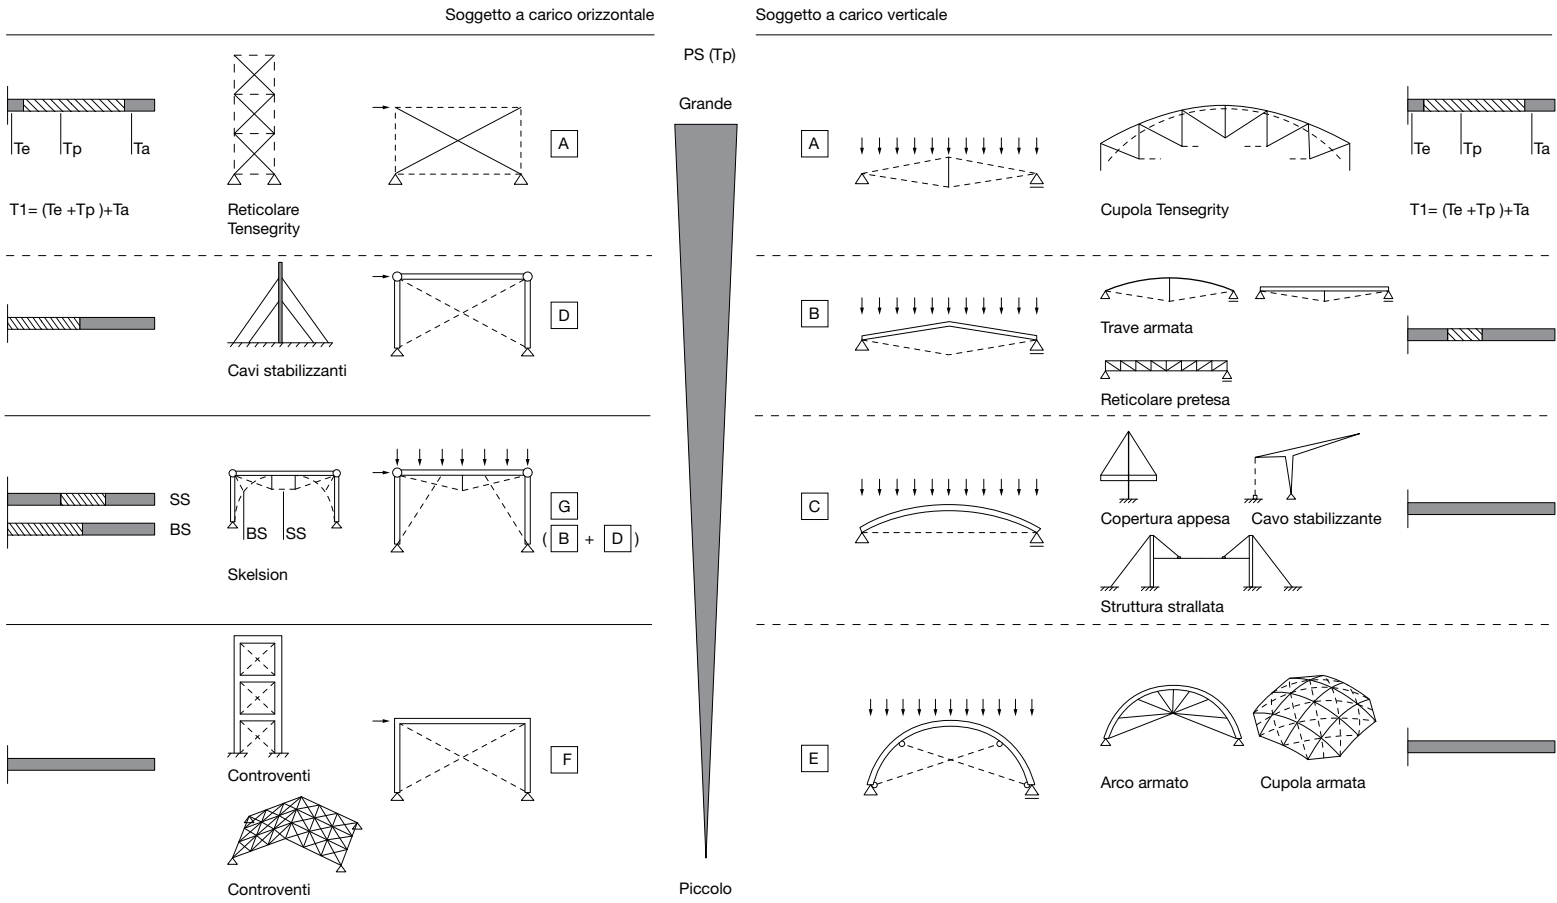 Soggetto a carico orizzontale
Te
Tp
Ta
T1= (Te +Tp )+Ta
Reticolare
Tensegrity
A
Cavi stabilizzanti
D
SS
BS
BS
SS
Skelsion
G
( B + D )
Controventi
Controventi
F
PS (Tp)
Grande
Piccolo
Soggetto a carico verticale
A
Cupola Tensegrity
Te
Tp
Ta
T1= (Te +Tp )+Ta
B
Trave armata
Reticolare pretesa
C
Copertura appesa
Cavo stabilizzante
Struttura strallata
E
Arco armato
Cupola armata